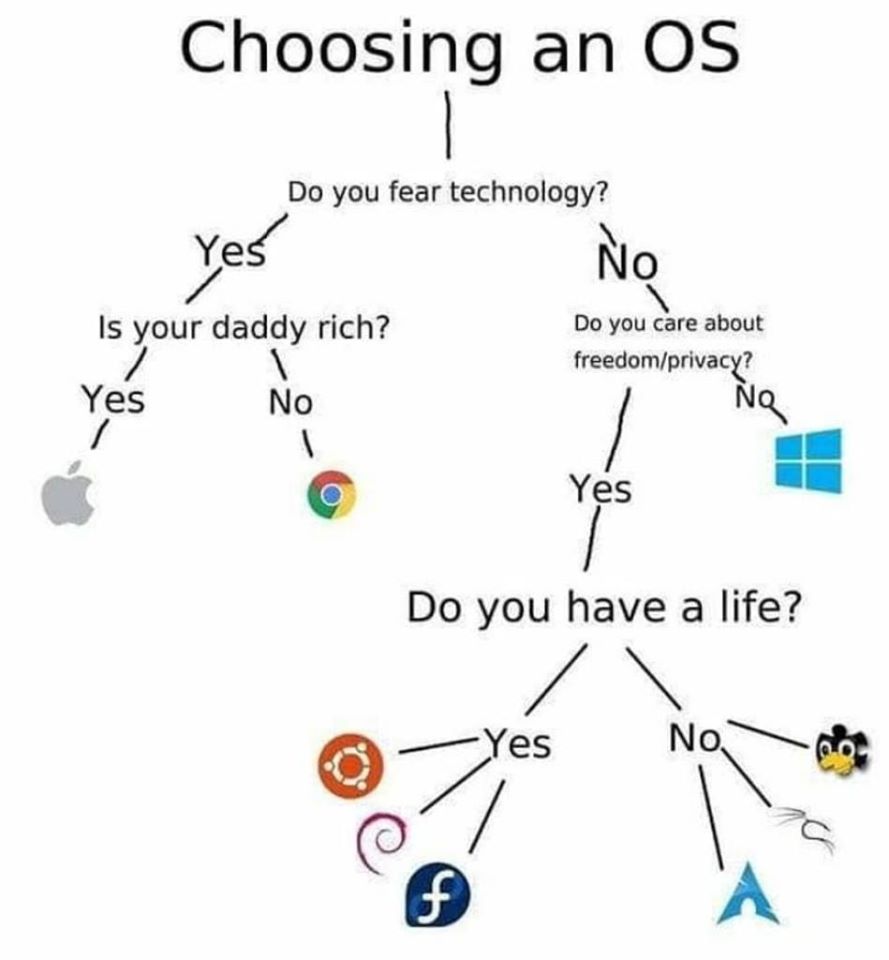 Choosing an OS
Do you fear technology?
Yes
No
Is your daddy rich?
Do you care about
freedom/privacy?
Yes
No
No
Yes
Do you have a life?
Yes
No